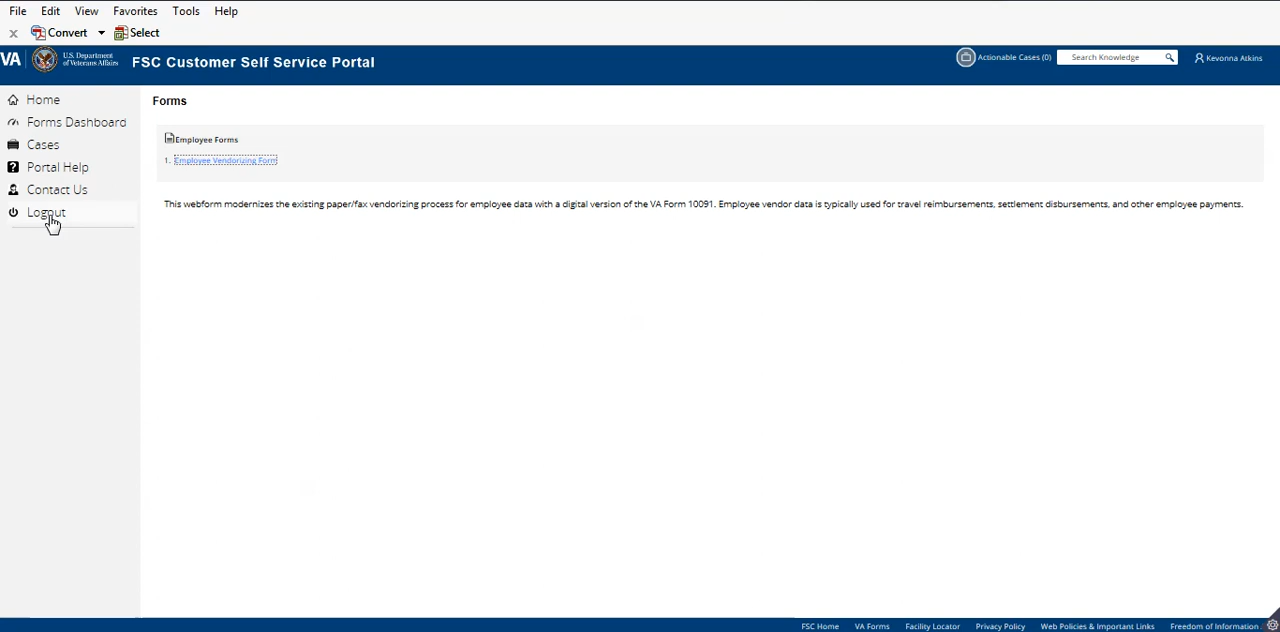 File Edit View Favorites Tools Help
x Convert Select
VA U.S. Department of Veterans Affairs FSC Customer Self Service Portal Actionable Cases (0) Search Knowledge Kevonna Atkins
Home
Forms Dashboard
Cases
Portal Help
Contact Us
Logout
Forms
Employee Forms
1. Employee Vendorizing Form
This webform modernizes the existing paper/fax vendorizing process for employee data with a digital version of the VA Form 10091. Employee vendor data is typically used for travel reimbursements, settlement disbursements, and other employee payments.
FSC Home VA Forms Facility Locator Privacy Policy Web Policies & Important Links Freedom of Information